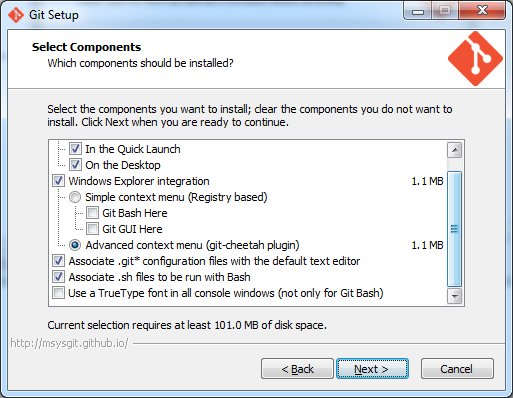 Git Setup
Select Components
Which components should be installed?
Select the components you want to install; clear the components you do not want to
install. Click Next when you are ready to continue.
In the Quick Launch
On the Desktop
Windows Explorer integration 1.1 MB
Simple context menu (Registry based)
Git Bash Here
Git GUI Here
Advanced context menu (git-cheetah plugin) 1.1 MB
Associate .git* configuration files with the default text editor
Associate .sh files to be run with Bash
Use a TrueType font in all console windows (not only for Git Bash)
Current selection requires at least 101.0 MB of disk space.
http://msysgit.github.io/
< Back Next > Cancel